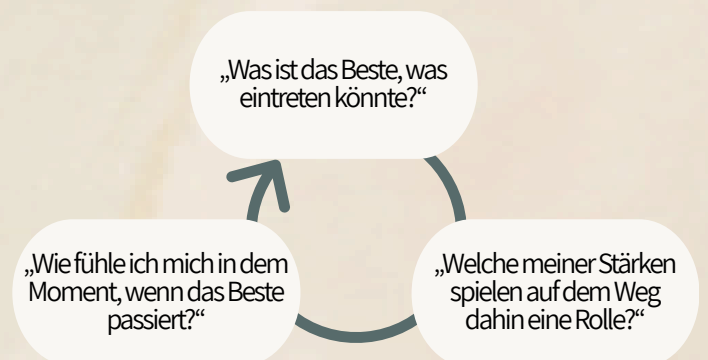 „Was ist das Beste, was
eintreten könnte?“
„Wie fühle ich mich in dem
Moment, wenn das Beste
passiert?“
„Welche meiner Stärken
spielen auf dem Weg
dahin eine Rolle?“